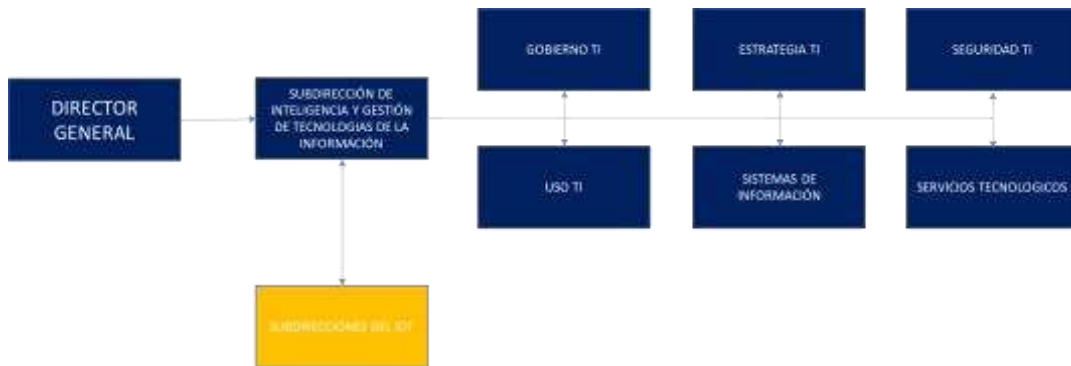 GOBIERNO TI
ESTRATEGIA TI
SEGURIDAD TI
DIRECTOR
GENERAL
SUBDIRECCIÓN DE
INTELIGENCIA Y GESTIÓN
DE TECNOLOGIAS DE LA
INFORMACIÓN
USO TI
SISTEMAS DE
INFORMACIÓN
SERVICIOS TECNOLOGICOS
SUBDIRECCIONES DEL